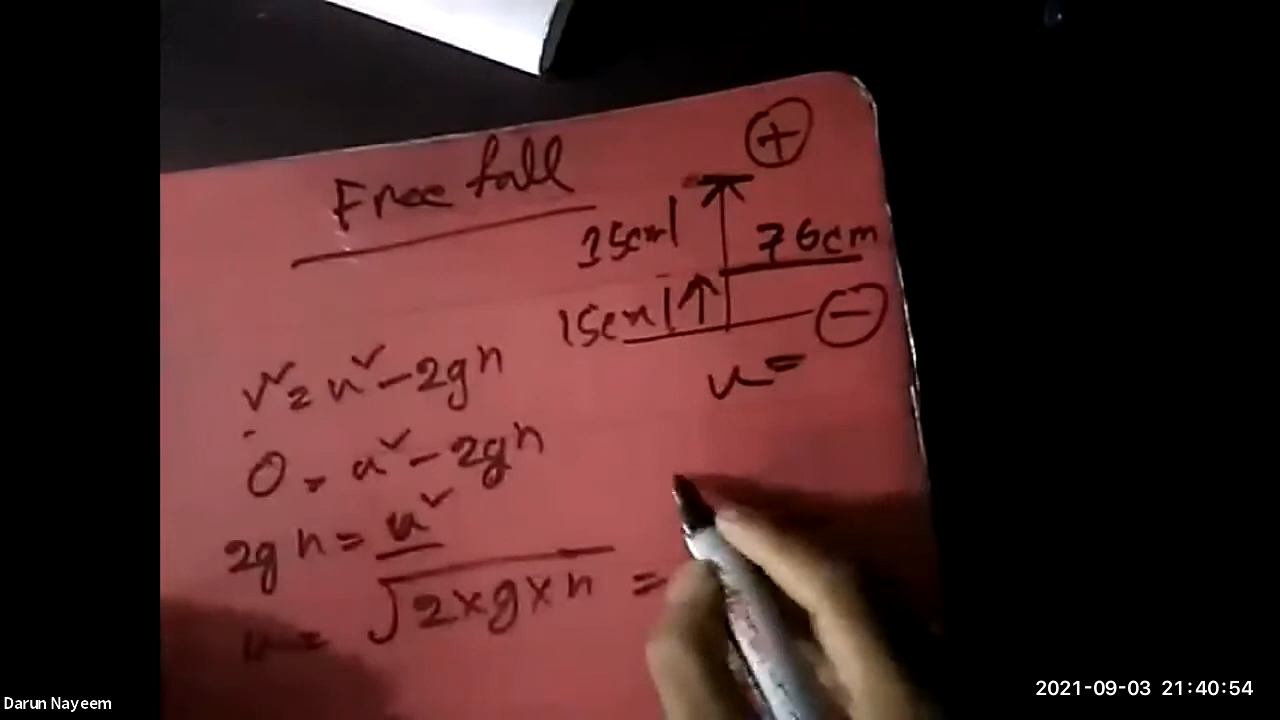 Free fall
+
35cm
76cm
15cm
−
u=
v²=u²-2gh
0=u²-2gh
2gh=u²
u=√2×g×h =
Darun Nayeem
2021-09-03 21:40:54